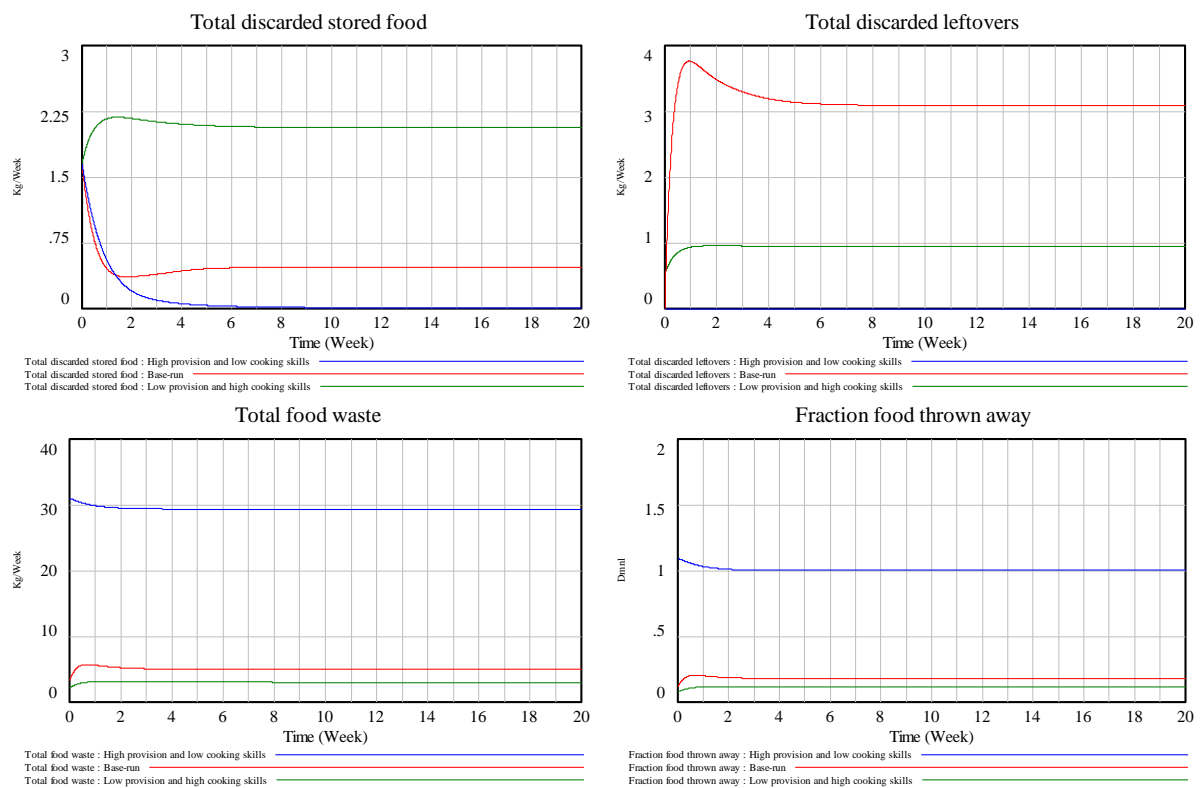 Total discarded stored food
3
2.25
1.5
.75
0
Kg/Week
0 2 4 6 8 10 12 14 16 18 20
Time (Week)
Total discarded stored food : High provision and low cooking skills
Total discarded stored food : Base-run
Total discarded stored food : Low provision and high cooking skills
Total discarded leftovers
4
3
2
1
0
Kg/Week
0 2 4 6 8 10 12 14 16 18 20
Time (Week)
Total discarded leftovers : High provision and low cooking skills
Total discarded leftovers : Base-run
Total discarded leftovers : Low provision and high cooking skills
Total food waste
40
30
20
10
0
Kg/Week
0 2 4 6 8 10 12 14 16 18 20
Time (Week)
Total food waste : High provision and low cooking skills
Total food waste : Base-run
Total food waste : Low provision and high cooking skills
Fraction food thrown away
2
1.5
1
.5
0
Dmnl
0 2 4 6 8 10 12 14 16 18 20
Time (Week)
Fraction food thrown away : High provision and low cooking skills
Fraction food thrown away : Base-run
Fraction food thrown away : Low provision and high cooking skills